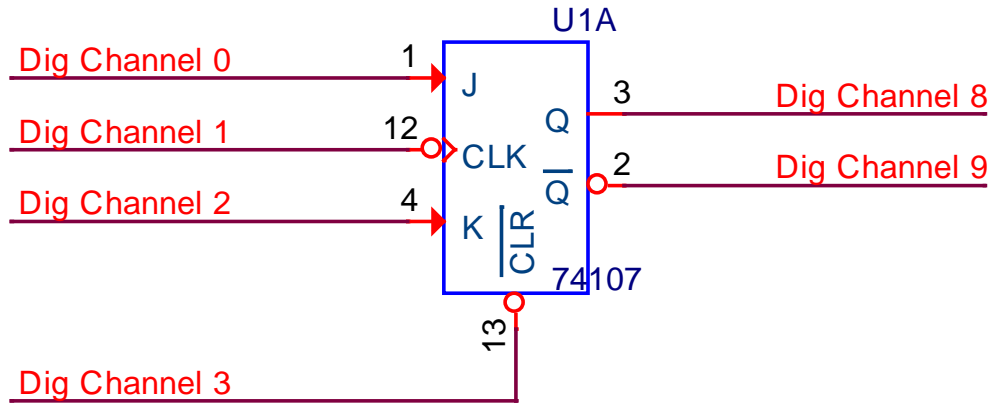 U1A
Dig Channel 0
1
J
3
Dig Channel 8
Q
Dig Channel 1
12
CLK
2
Dig Channel 9
Q̅
Dig Channel 2
4
K
C̅L̅R̅
74107
13
Dig Channel 3